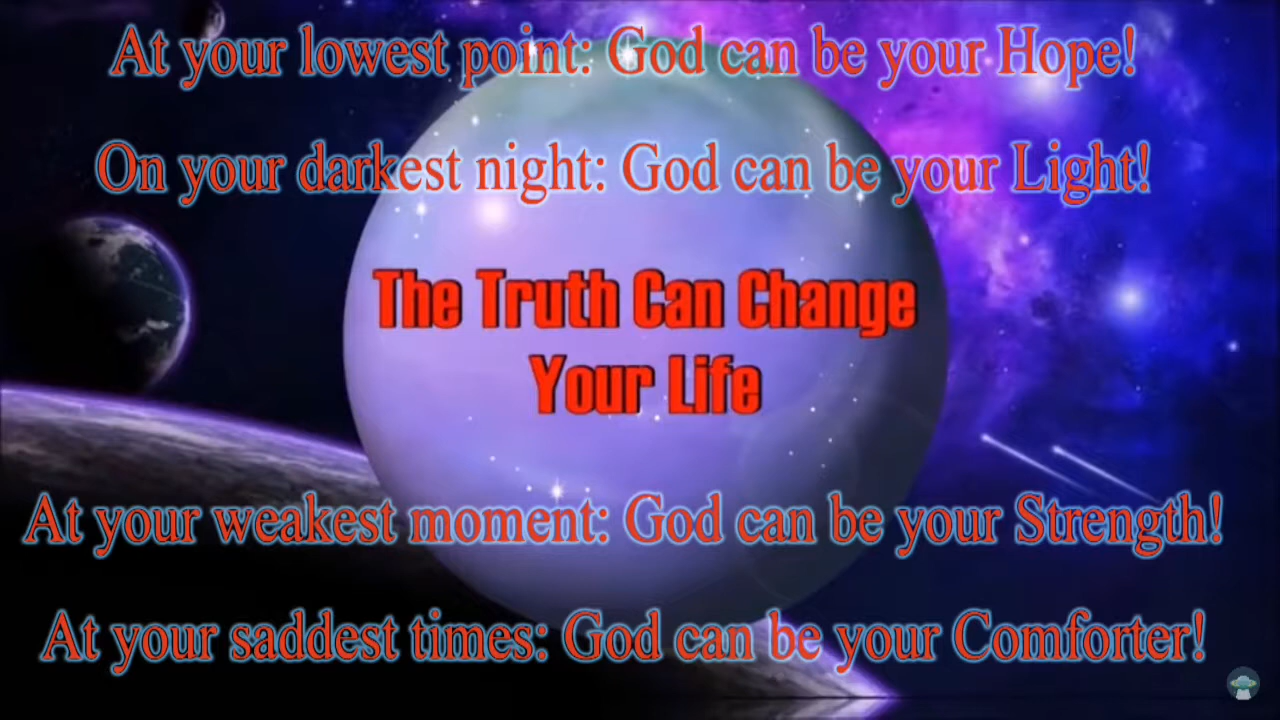 At your lowest point: God can be your Hope!
On your darkest night: God can be your Light!
The Truth Can Change
Your Life
At your weakest moment: God can be your Strength!
At your saddest times: God can be your Comforter!